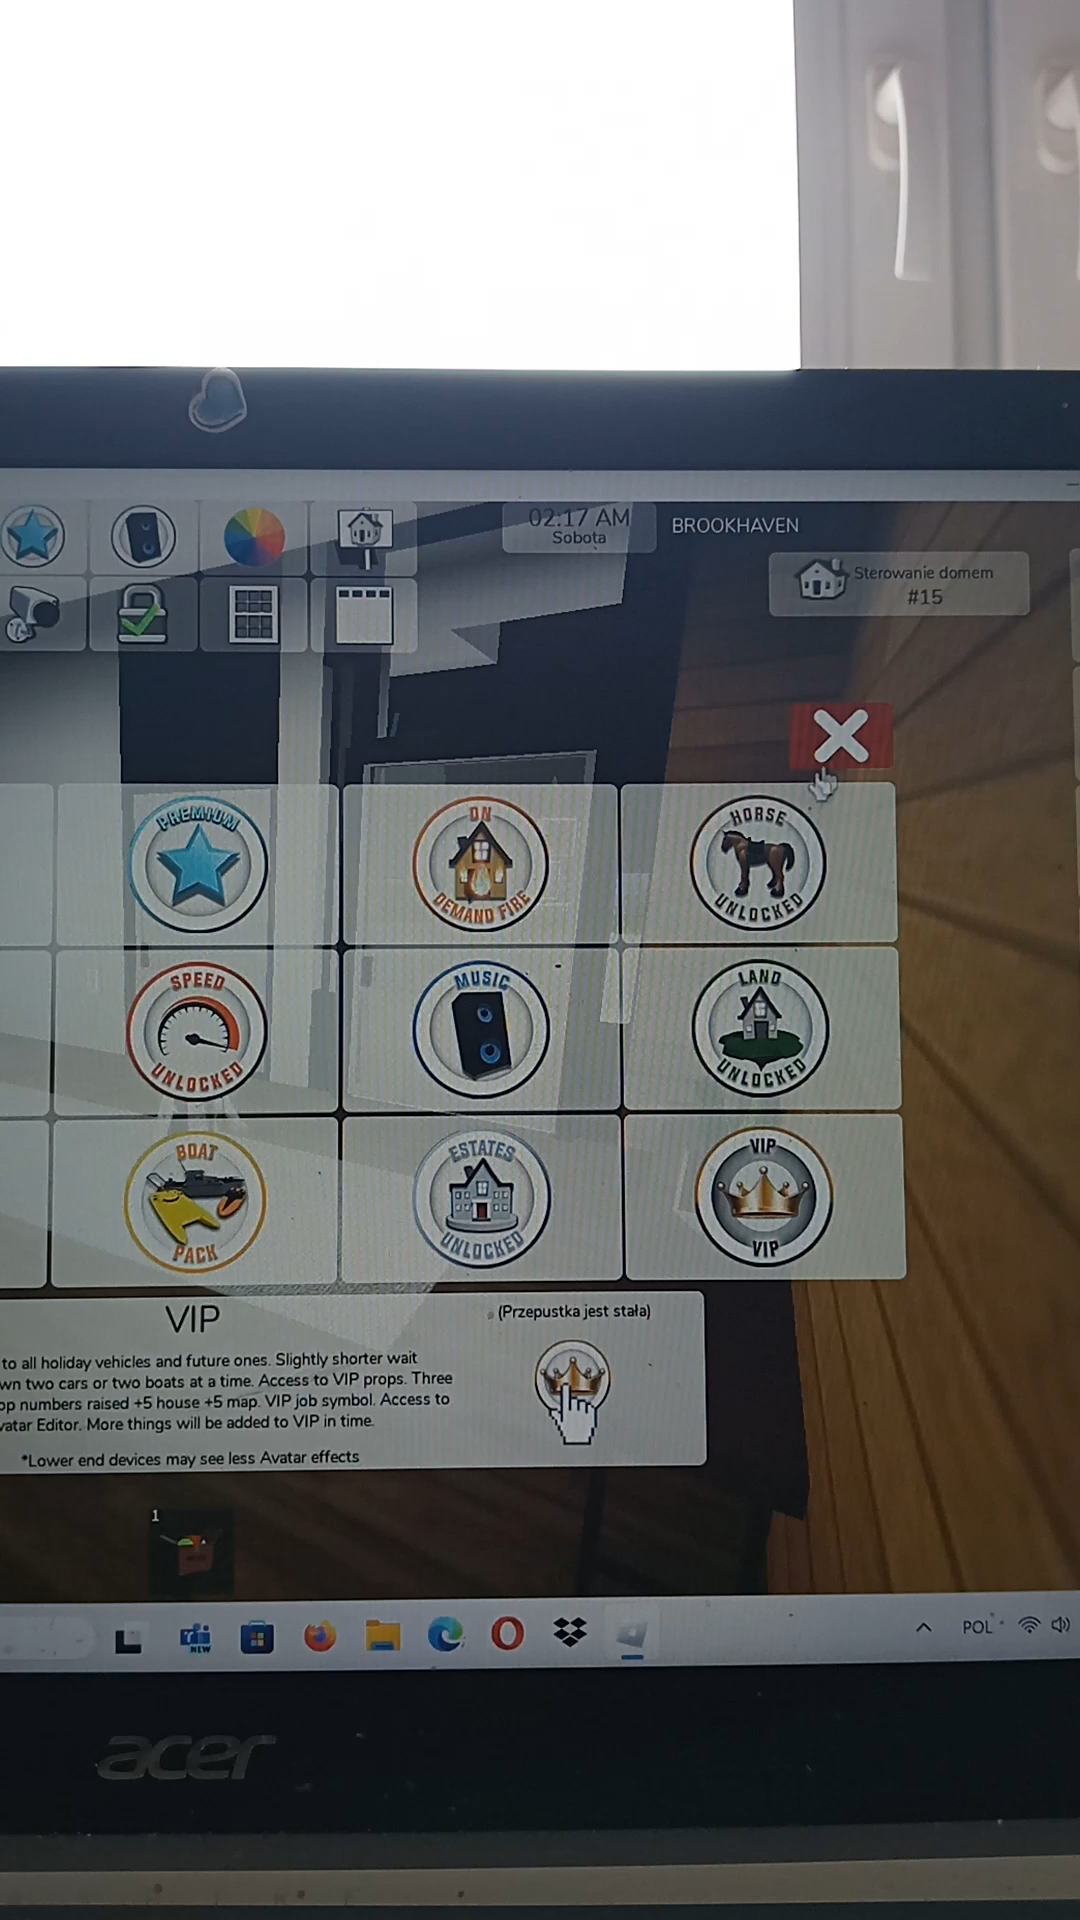 02:17 AM
Sobota
BROOKHAVEN
Sterowanie domem
#15
PREMIUM
ON
DEMAND FIRE
HORSE
UNLOCKED
SPEED
UNLOCKED
MUSIC
LAND
UNLOCKED
BOAT
PACK
ESTATES
UNLOCKED
VIP
VIP
VIP
(Przepustka jest stała)
to all holiday vehicles and future ones. Slightly shorter wait
wn two cars or two boats at a time. Access to VIP props. Three
op numbers raised +5 house +5 map. VIP job symbol. Access to
vatar Editor. More things will be added to VIP in time.
*Lower end devices may see less Avatar effects
1
NEW
POL
acer